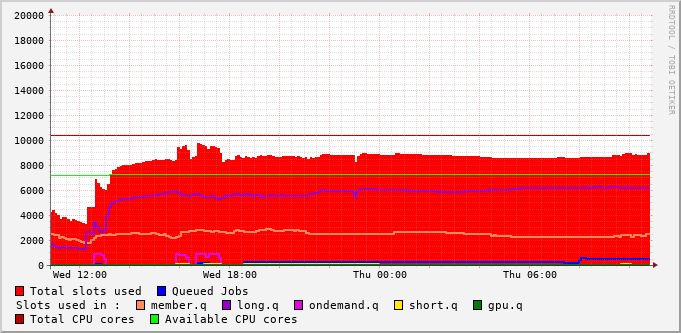 20000
18000
16000
14000
12000
10000
8000
6000
4000
2000
0
Wed 12:00 Wed 18:00 Thu 00:00 Thu 06:00
Total slots used Queued Jobs
Slots used in : member.q long.q ondemand.q short.q gpu.q
Total CPU cores Available CPU cores
RRDTOOL / TOBI OETIKER